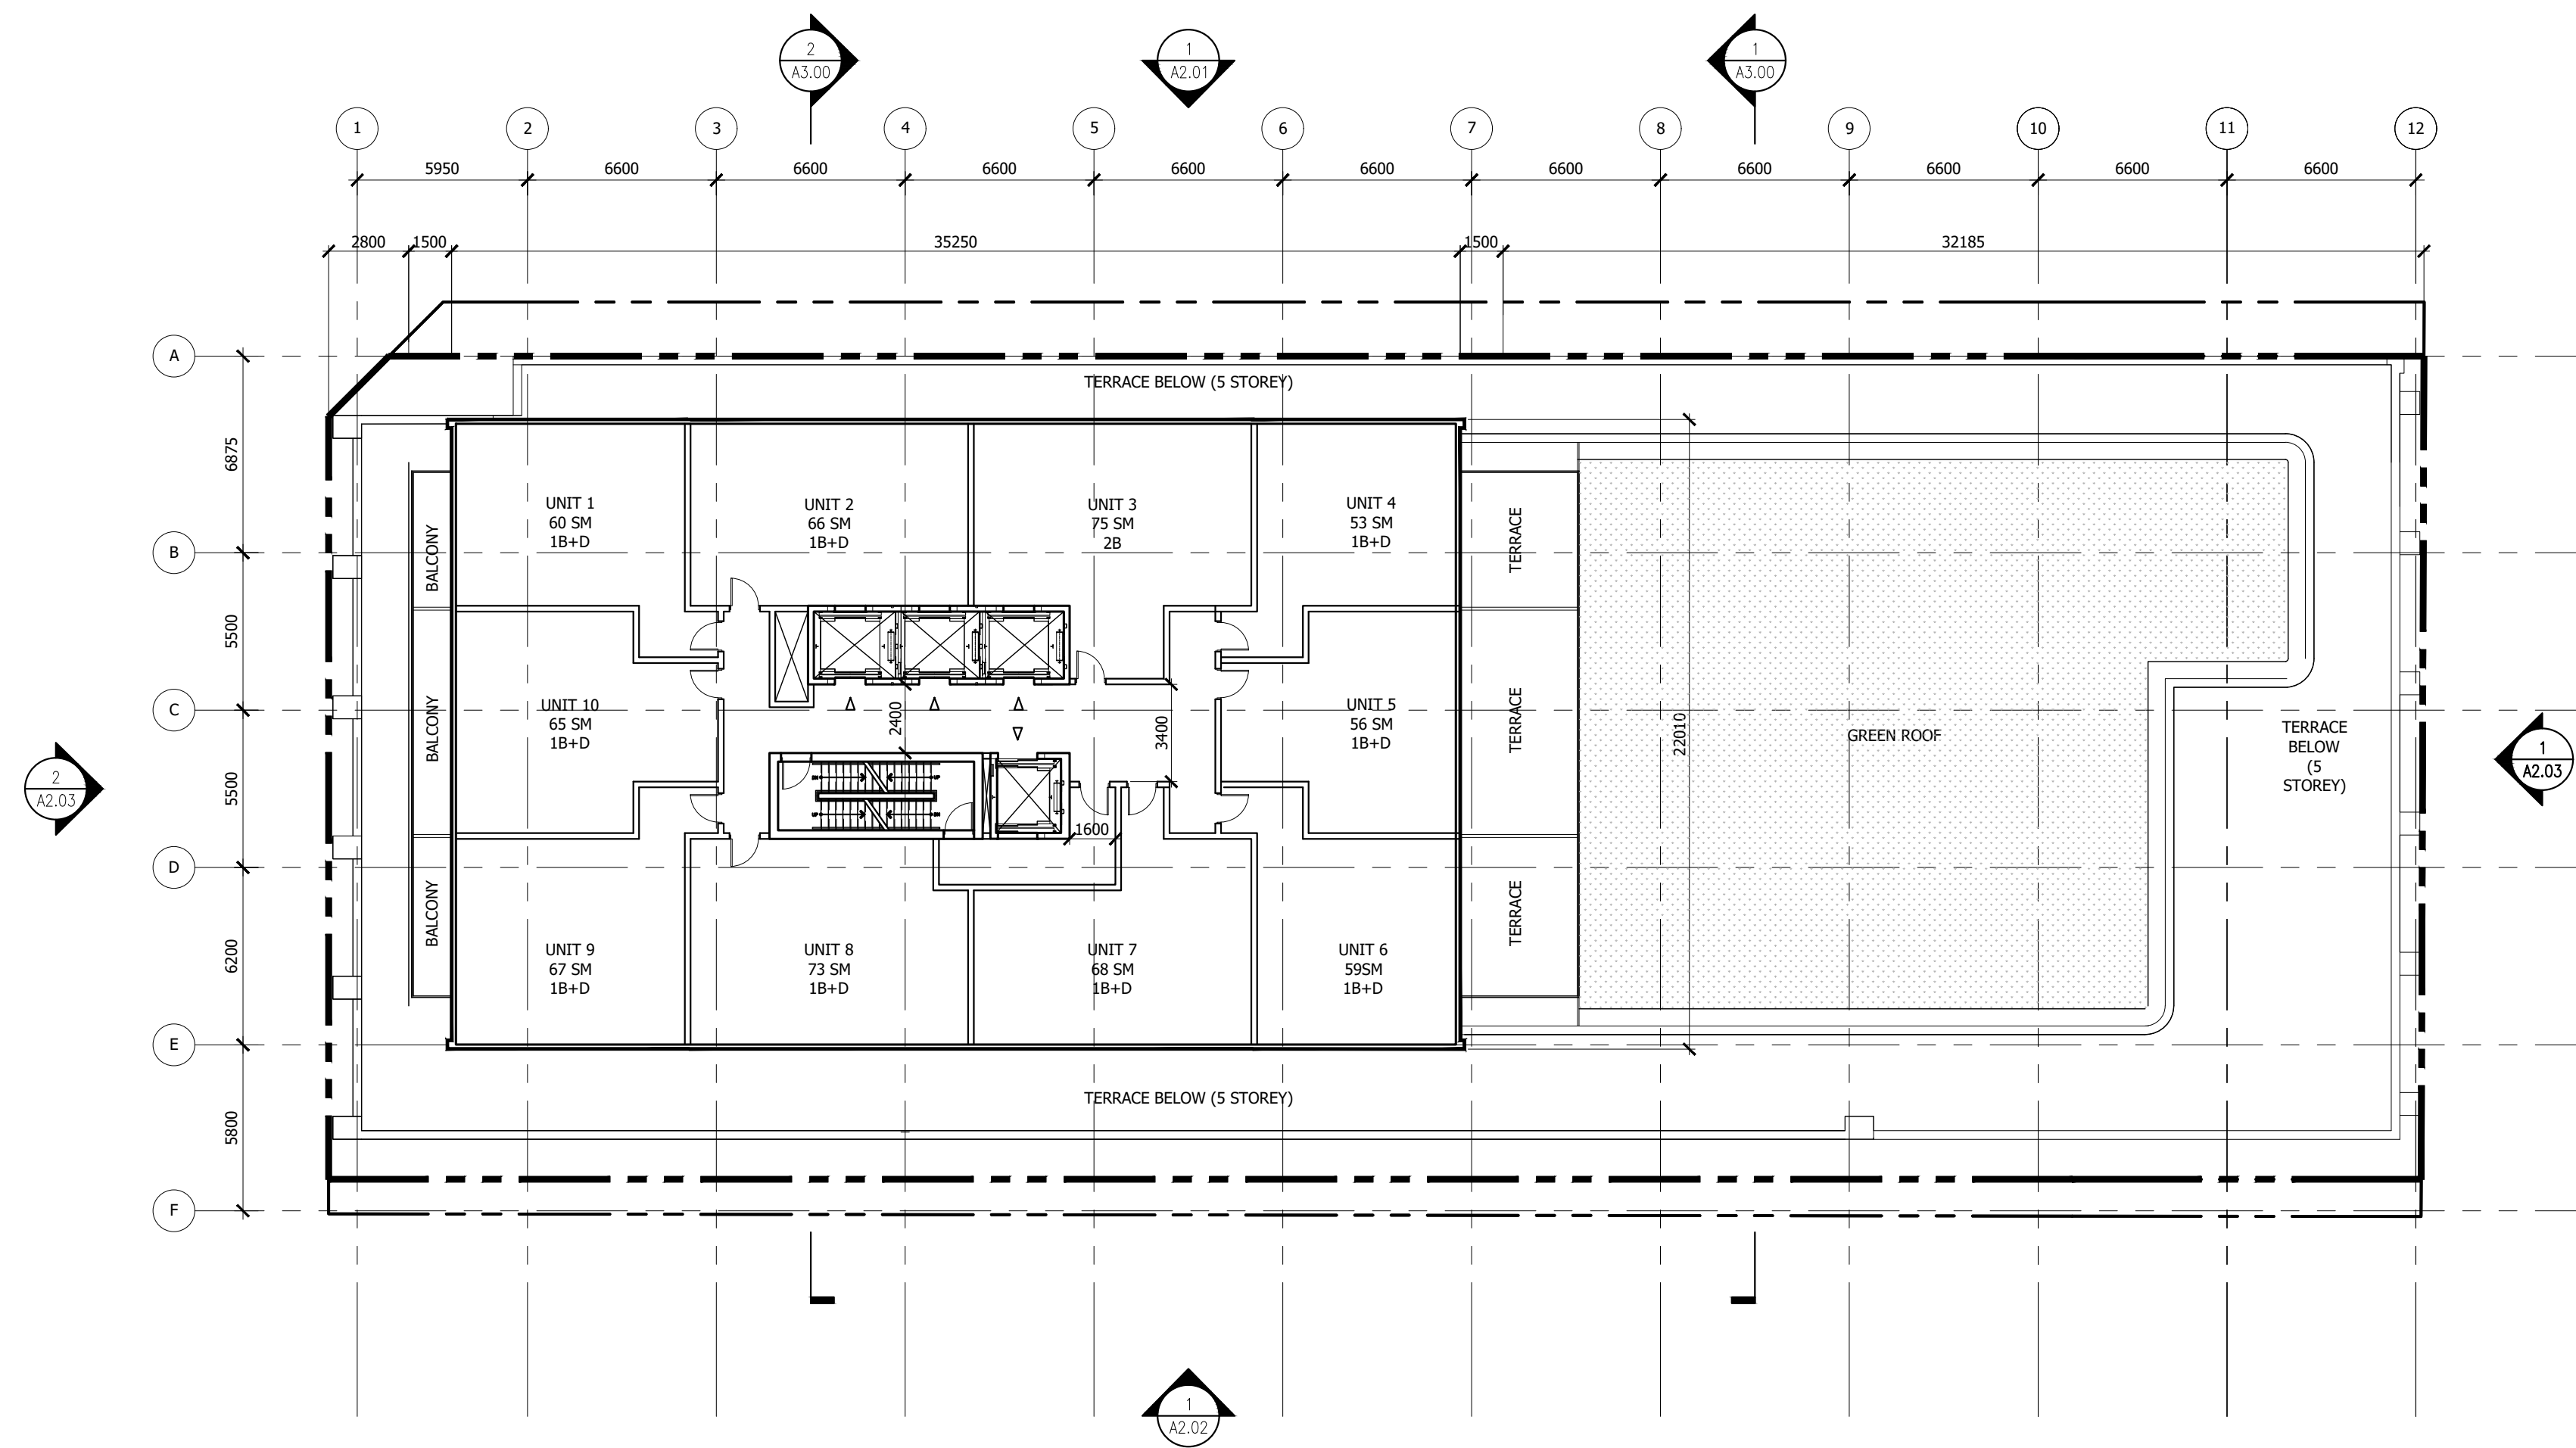 2
A3.00
1
A2.01
1
A3.00
1
2
3
4
5
6
7
8
9
10
11
12
5950
6600
6600
6600
6600
6600
6600
6600
6600
6600
6600
2800
1500
35250
1500
32185
A
B
C
D
E
F
6875
5500
5500
6200
5800
TERRACE BELOW (5 STOREY)
UNIT 1
60 SM
1B+D
UNIT 2
66 SM
1B+D
UNIT 3
75 SM
2B
UNIT 4
53 SM
1B+D
BALCONY
TERRACE
UNIT 10
65 SM
1B+D
UNIT 5
56 SM
1B+D
BALCONY
TERRACE
2400
3400
22010
GREEN ROOF
TERRACE
BELOW
(5
STOREY)
2
A2.03
1
A2.03
DN
UP
UP
DN
1600
BALCONY
TERRACE
UNIT 9
67 SM
1B+D
UNIT 8
73 SM
1B+D
UNIT 7
68 SM
1B+D
UNIT 6
59SM
1B+D
TERRACE BELOW (5 STOREY)
1
A2.02